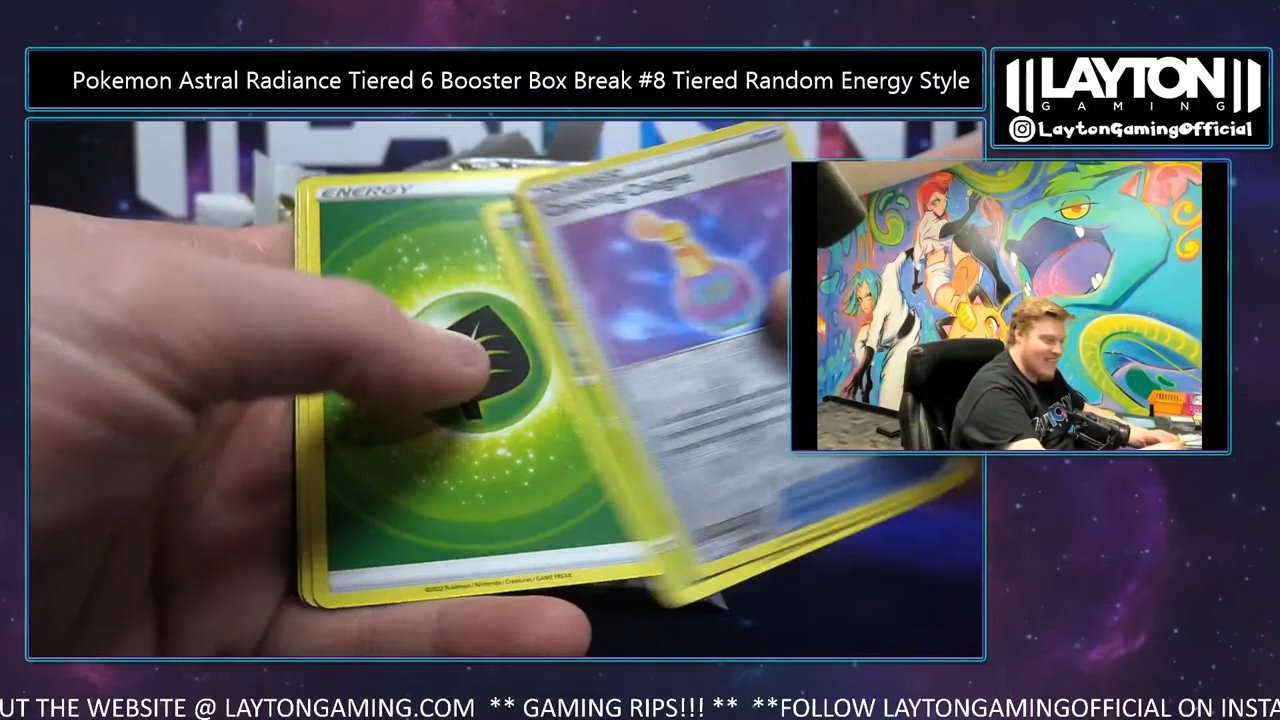 Pokemon Astral Radiance Tiered 6 Booster Box Break #8 Tiered Random Energy Style
LAYTON
GAMING
LaytonGamingOfficial
ENERGY
©2022 Pokémon / Nintendo / Creatures / GAME FREAK
UT THE WEBSITE @ LAYTONGAMING.COM ** GAMING RIPS!!! ** **FOLLOW LAYTONGAMINGOFFICIAL ON INSTA